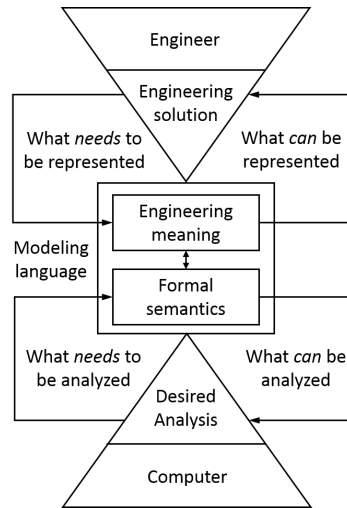 Engineer
Engineering
solution
What needs to
be represented
What can be
represented
Engineering
meaning
Modeling
language
Formal
semantics
What needs to
be analyzed
What can be
analyzed
Desired
Analysis
Computer